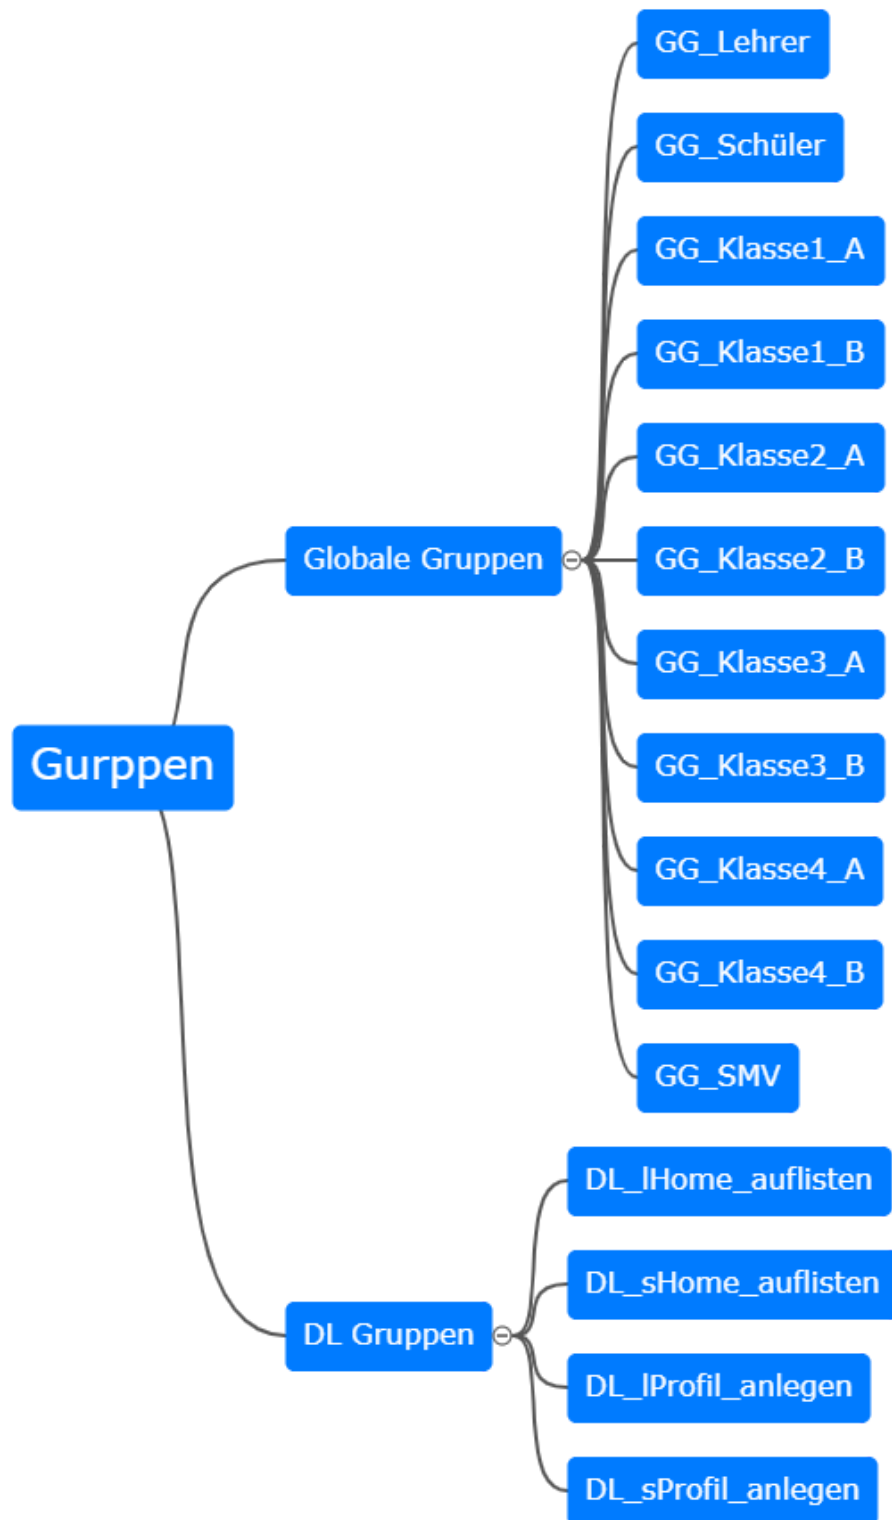 Gurppen
Globale Gruppen
GG_Lehrer
GG_Schüler
GG_Klasse1_A
GG_Klasse1_B
GG_Klasse2_A
GG_Klasse2_B
GG_Klasse3_A
GG_Klasse3_B
GG_Klasse4_A
GG_Klasse4_B
GG_SMV
DL Gruppen
DL_lHome_auflisten
DL_sHome_auflisten
DL_lProfil_anlegen
DL_sProfil_anlegen